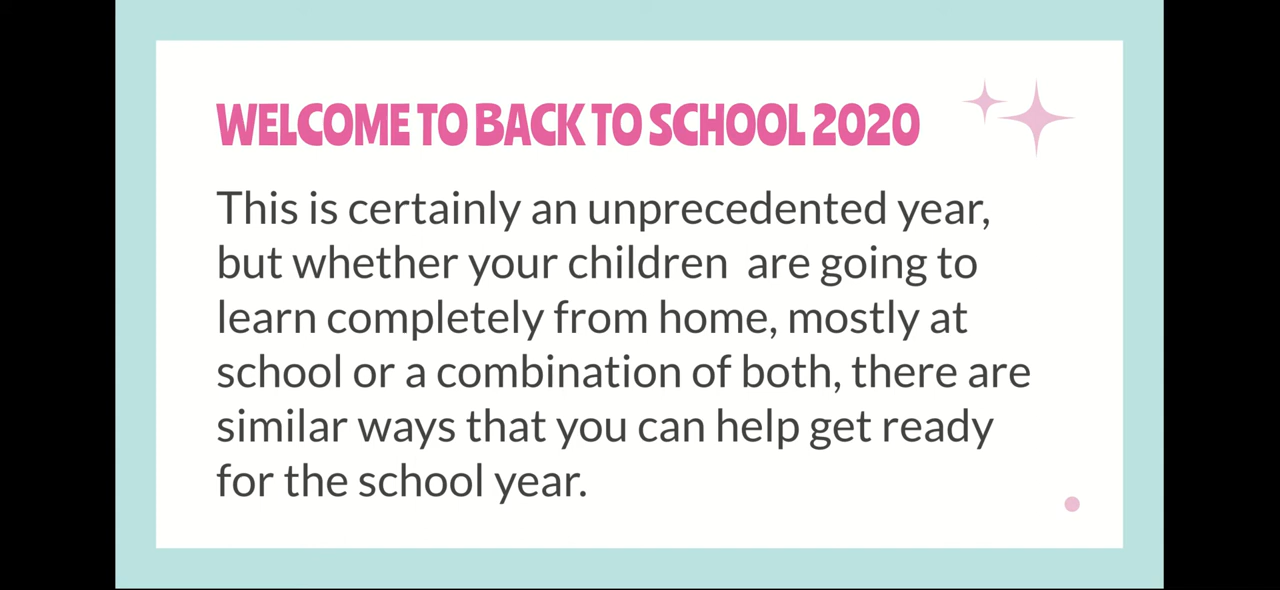 WELCOME TO BACK TO SCHOOL 2020
This is certainly an unprecedented year,
but whether your children  are going to
learn completely from home, mostly at
school or a combination of both, there are
similar ways that you can help get ready
for the school year.